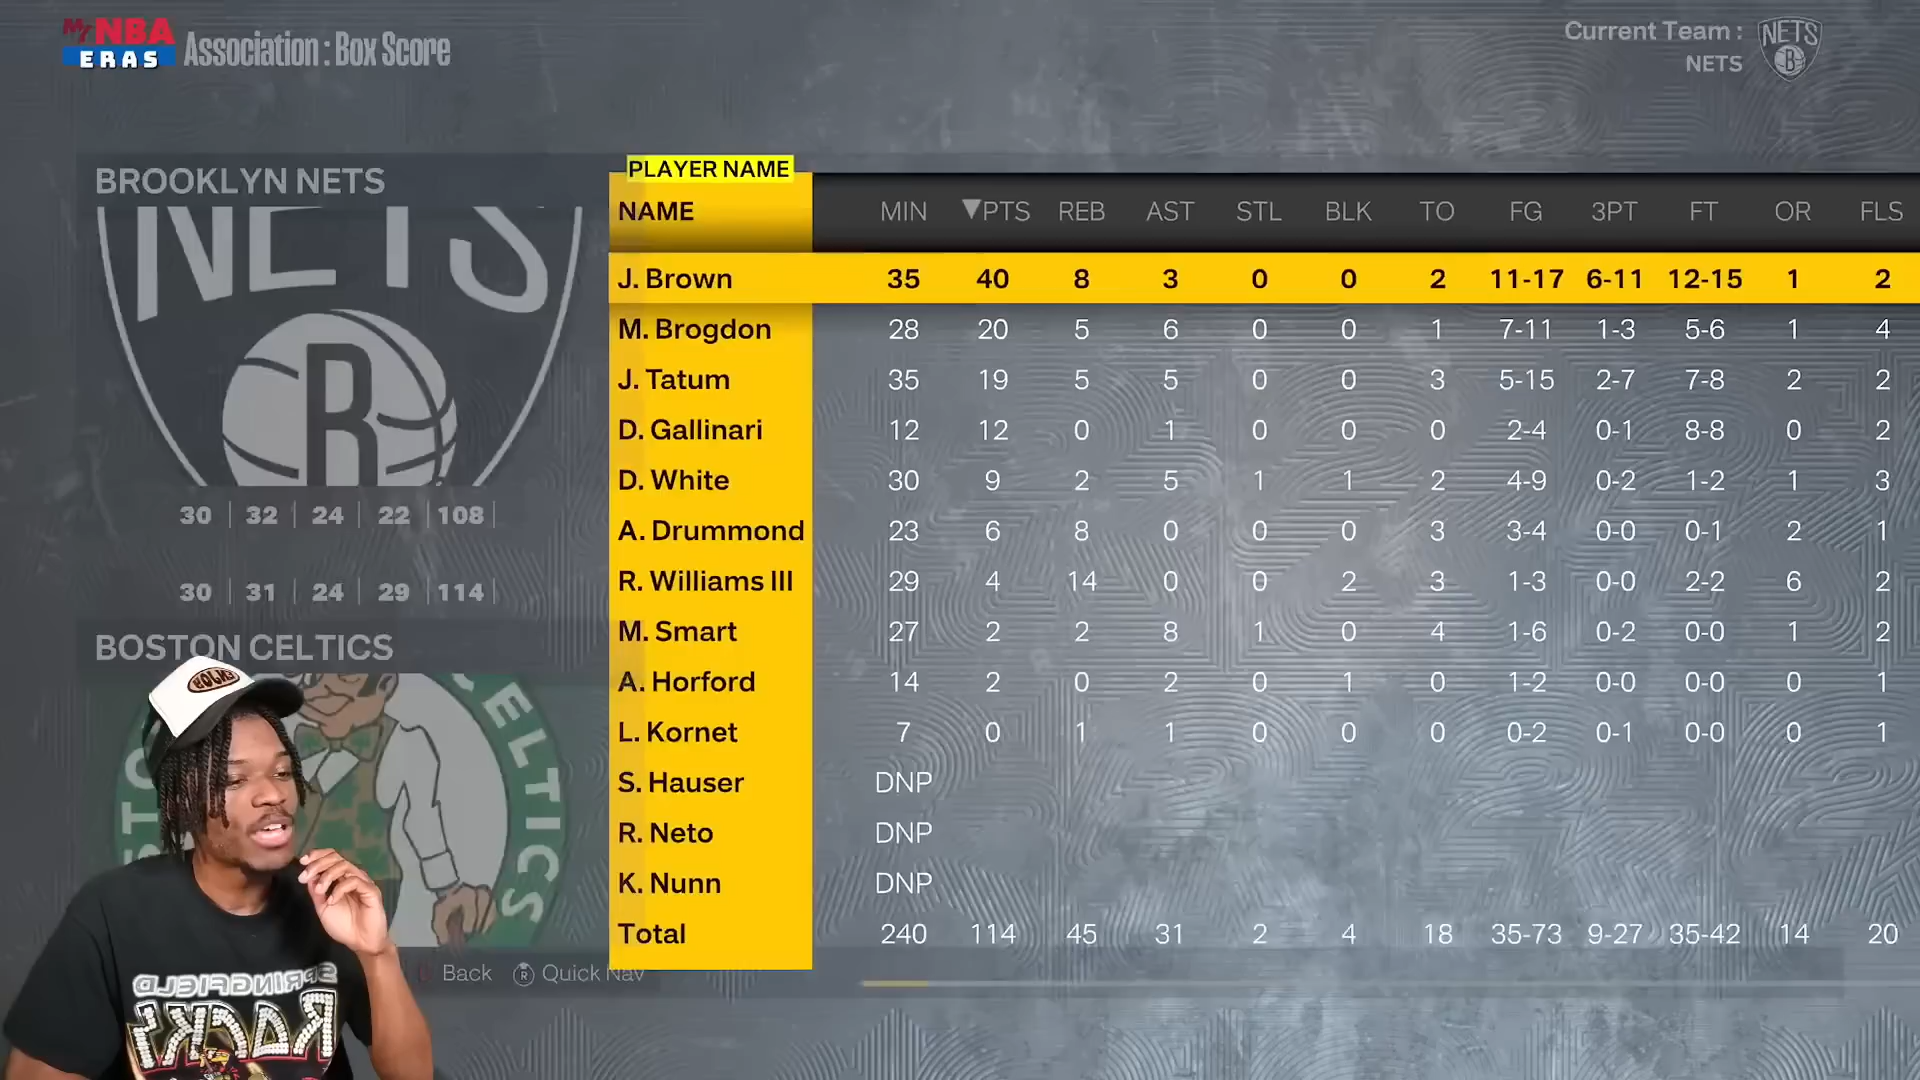 My NBA
ERAS
Association : Box Score
Current Team :
NETS
NETS
B
BROOKLYN NETS
NETS
B
30 | 32 | 24 | 22 | 108
30 | 31 | 24 | 29 | 114
BOSTON CELTICS
CELTICS
PLAYER NAME
NAME MIN ▼PTS REB AST STL BLK TO FG 3PT FT OR FLS
J. Brown 35 40 8 3 0 0 2 11-17 6-11 12-15 1 2
M. Brogdon 28 20 5 6 0 0 1 7-11 1-3 5-6 1 4
J. Tatum 35 19 5 5 0 0 3 5-15 2-7 7-8 2 2
D. Gallinari 12 12 0 1 0 0 0 2-4 0-1 8-8 0 2
D. White 30 9 2 5 1 1 2 4-9 0-2 1-2 1 3
A. Drummond 23 6 8 0 0 0 3 3-4 0-0 0-1 2 1
R. Williams III 29 4 14 0 0 2 3 1-3 0-0 2-2 6 2
M. Smart 27 2 2 8 1 0 4 1-6 0-2 0-0 1 2
A. Horford 14 2 0 2 0 1 0 1-2 0-0 0-0 0 1
L. Kornet 7 0 1 1 0 0 0 0-2 0-1 0-0 0 1
S. Hauser DNP
R. Neto DNP
K. Nunn DNP
Total 240 114 45 31 2 4 18 35-73 9-27 35-42 14 20
Back Quick Nav
SPRINGFIELD